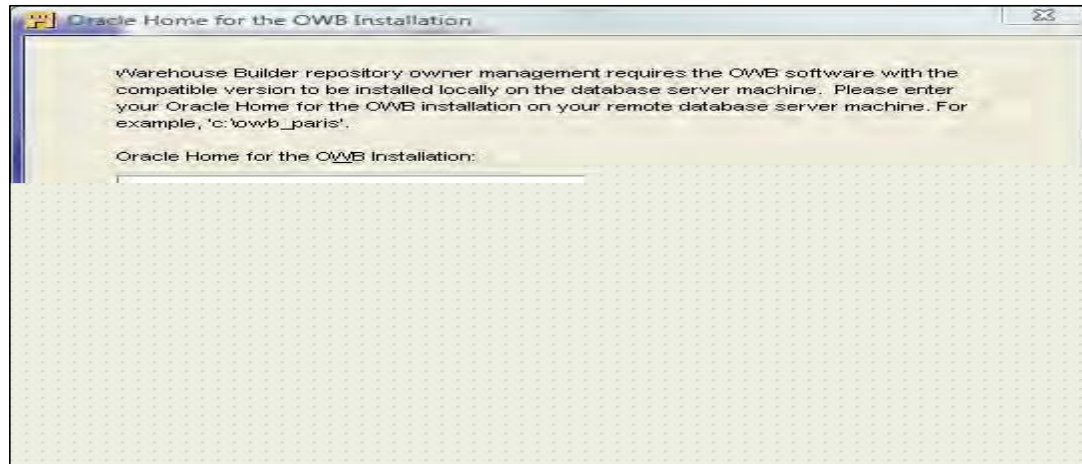 Oracle Home for the OWB Installation
Warehouse Builder repository owner management requires the OWB software with the
compatible version to be installed locally on the database server machine. Please enter
your Oracle Home for the OWB installation on your remote database server machine. For
example, 'c:\owb_paris'.
Oracle Home for the OWB Installation: